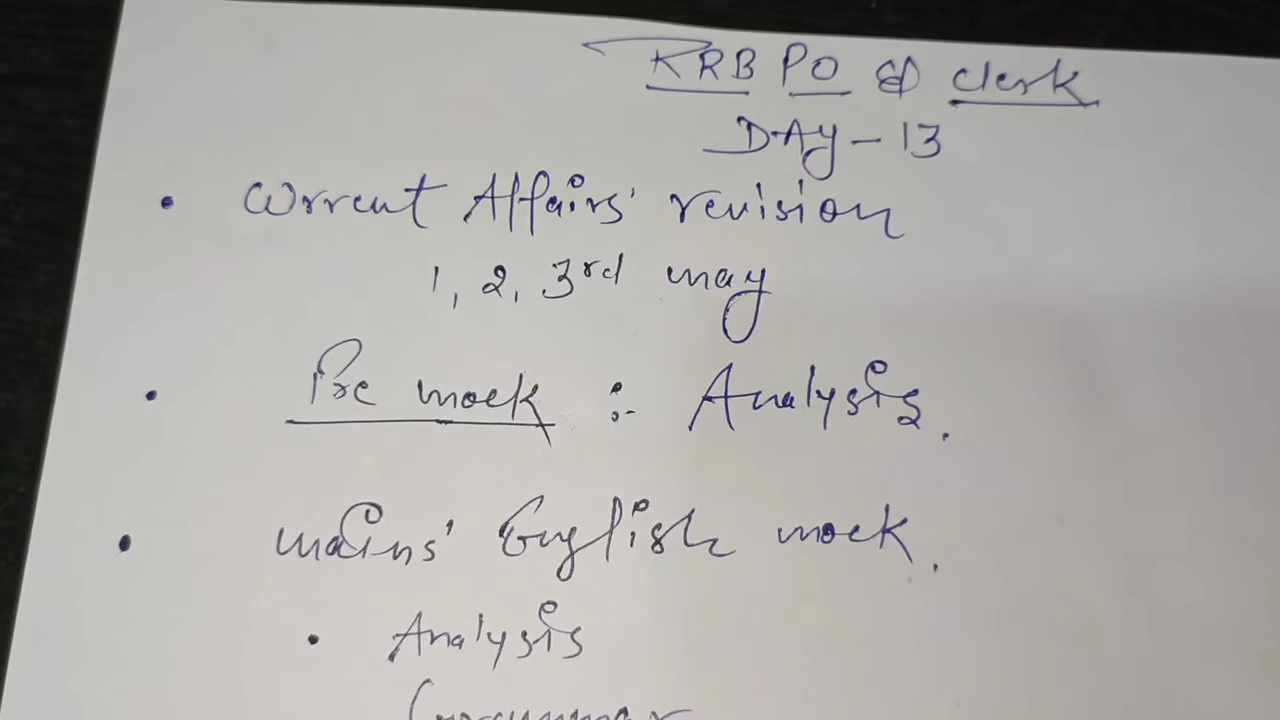 RRB PO & Clerk
DAY - 13
• Current Affairs' revision
1, 2, 3rd may
• Pre mock :- Analysis.
• mains' English mock.
• Analysis
Grammar